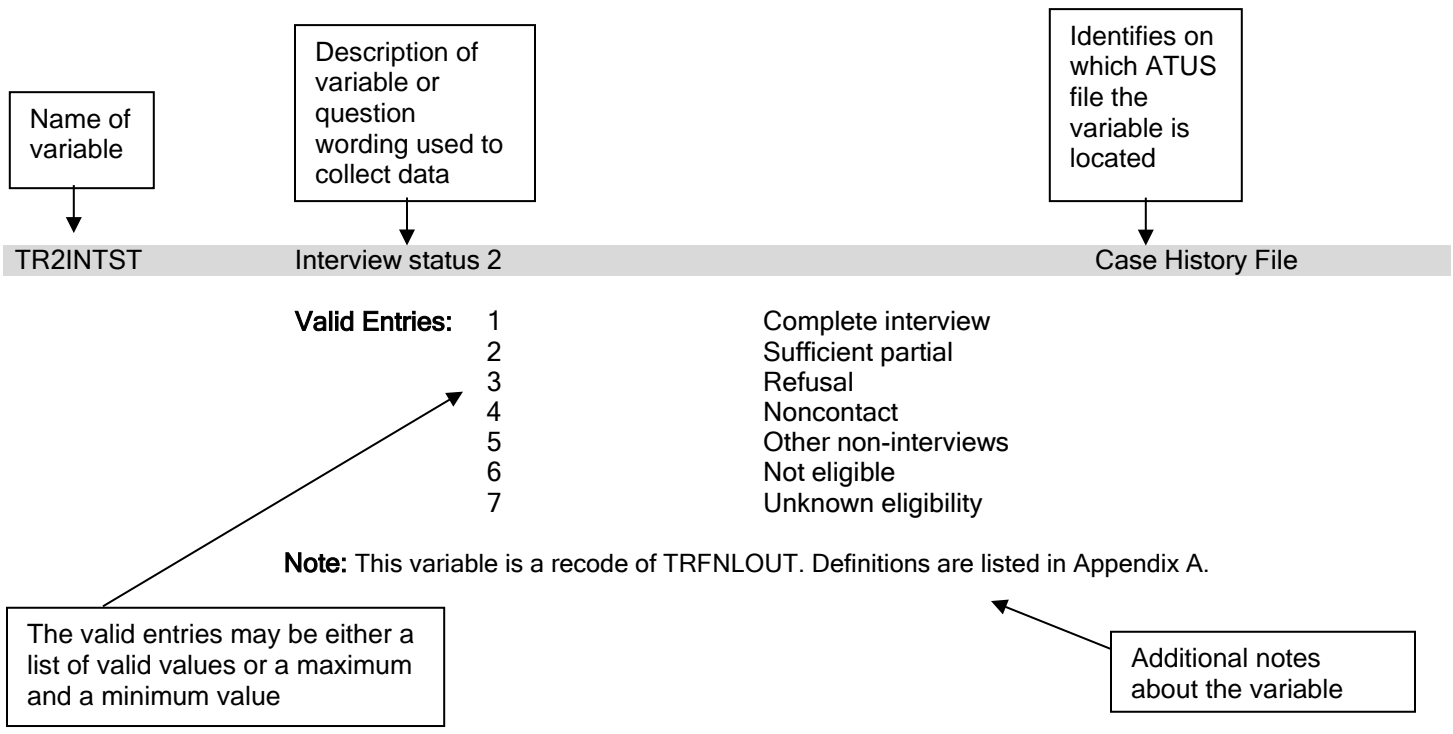 Name of
variable
Description of
variable or
question
wording used to
collect data
Identifies on
which ATUS
file the
variable is
located
TR2INTST Interview status 2 Case History File
Valid Entries: 1 Complete interview
2 Sufficient partial
3 Refusal
4 Noncontact
5 Other non-interviews
6 Not eligible
7 Unknown eligibility
Note: This variable is a recode of TRFNLOUT. Definitions are listed in Appendix A.
The valid entries may be either a
list of valid values or a maximum
and a minimum value
Additional notes
about the variable